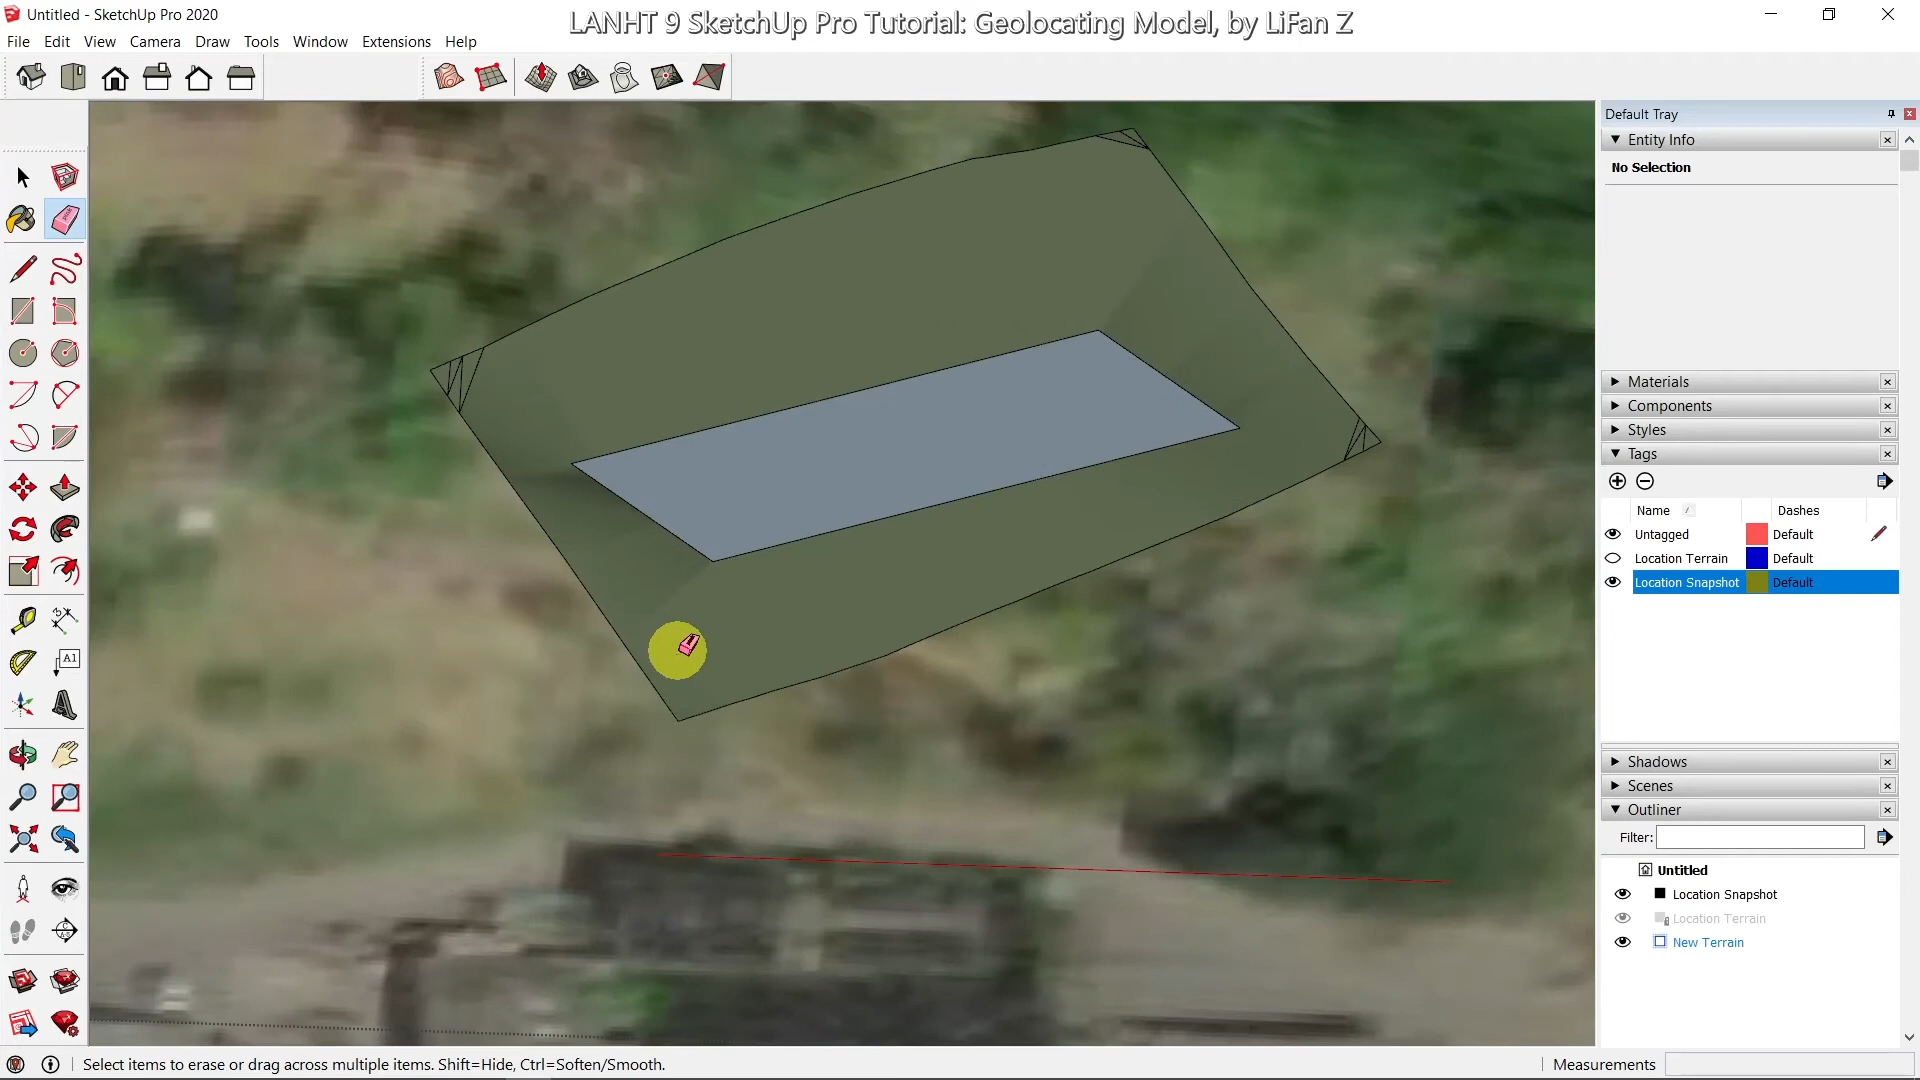 Untitled - SketchUp Pro 2020
LANHT 9 SketchUp Pro Tutorial: Geolocating Model, by LiFan Z
File Edit View Camera Draw Tools Window Extensions Help
Default Tray
Entity Info
No Selection
Materials
Components
Styles
Tags
Name Dashes
Untagged Default
Location Terrain Default
Location Snapshot Default
A1
Shadows
Scenes
Outliner
Filter:
Untitled
Location Snapshot
Location Terrain
New Terrain
Select items to erase or drag across multiple items. Shift=Hide, Ctrl=Soften/Smooth.
Measurements